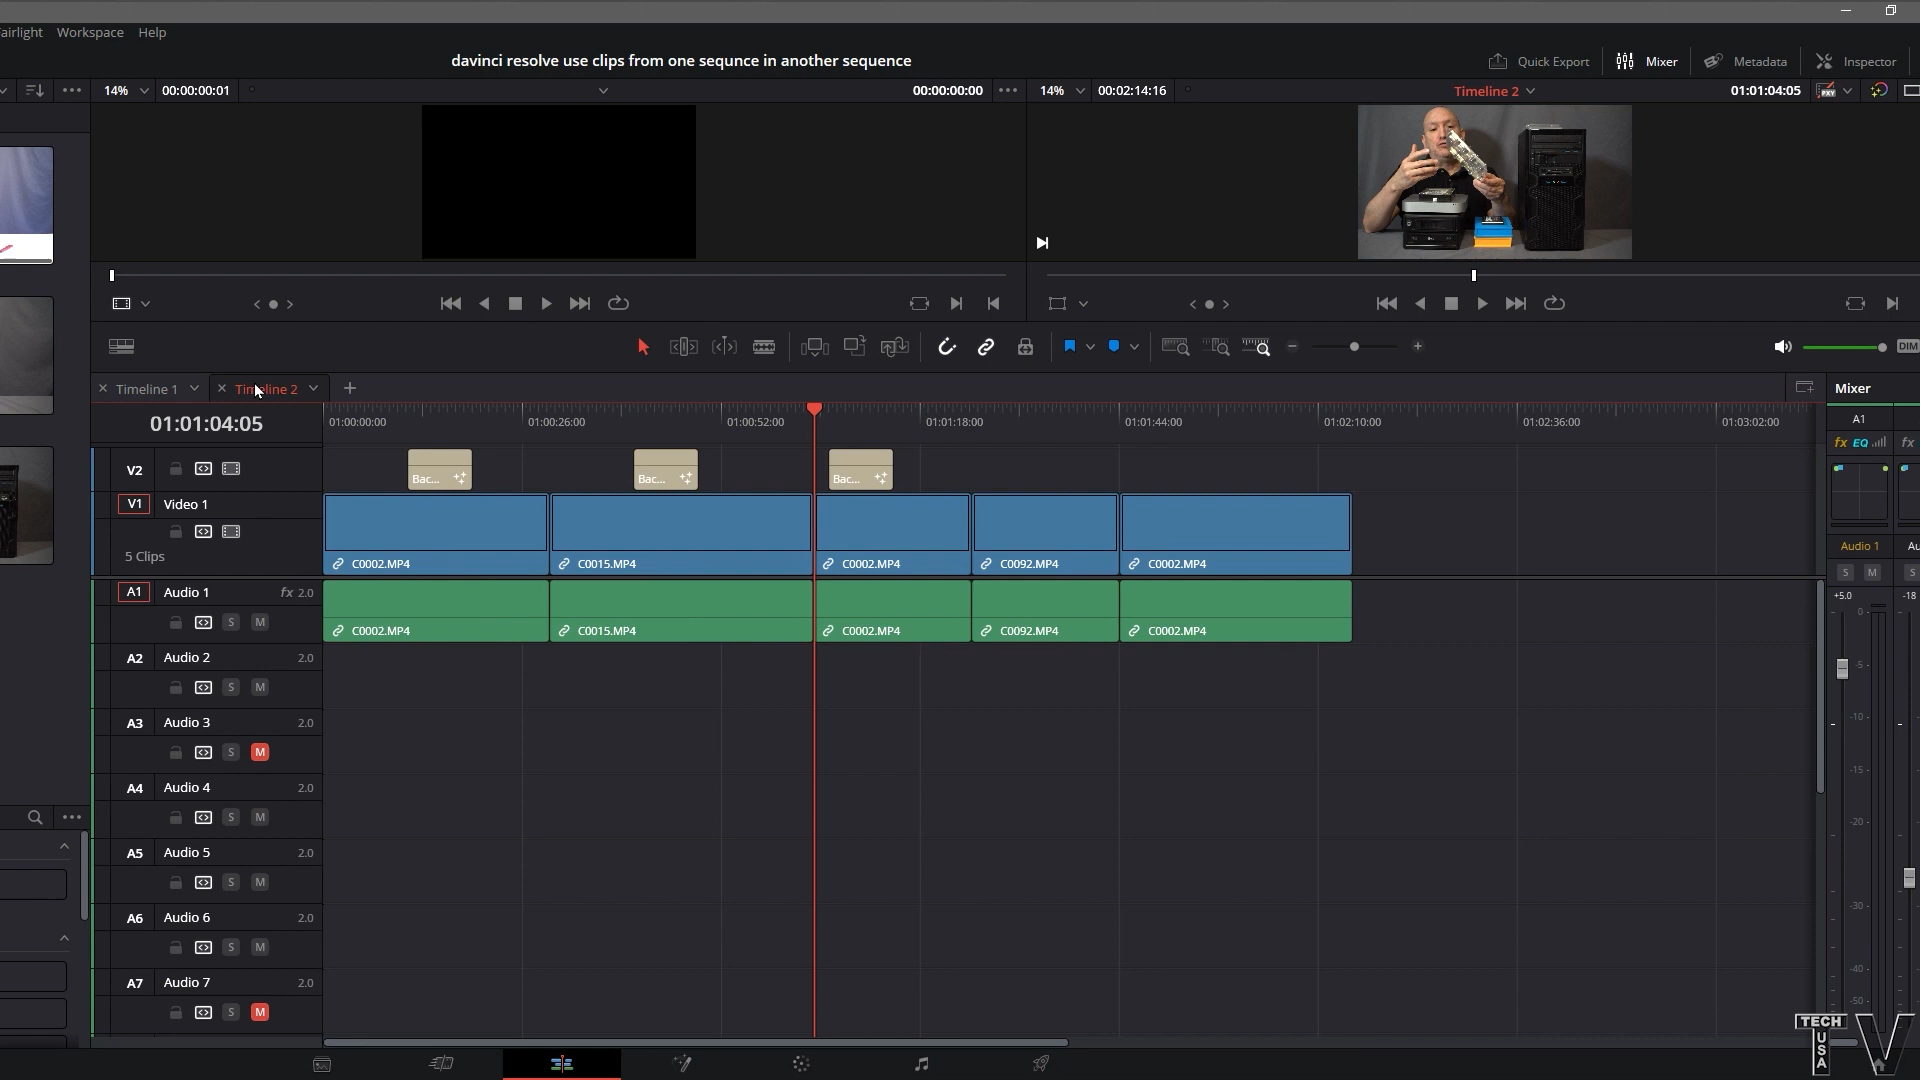 airlight Workspace Help
davinci resolve use clips from one sequnce in another sequence
Quick Export Mixer Metadata Inspector
14% 00:00:00:01 00:00:00:00 14% 00:02:14:16 Timeline 2 01:01:04:05 PXY
DIM
Timeline 1 Timeline 2 Mixer
01:01:04:05 01:00:00:00 01:00:26:00 01:00:52:00 01:01:18:00 01:01:44:00 01:02:10:00 01:02:36:00 01:03:02:00 A1
fx EQ fx
V2 Bac... Bac... Bac...
V1 Video 1
5 Clips C0002.MP4 C0015.MP4 C0002.MP4 C0092.MP4 C0002.MP4
Audio 1 Au
S M S
A1 Audio 1 fx 2.0 +5.0 -18
S M C0002.MP4 C0015.MP4 C0002.MP4 C0092.MP4 C0002.MP4
0
A2 Audio 2 2.0
-5
S M
A3 Audio 3 2.0
-10
S M
-15
A4 Audio 4 2.0
S M
-20
A5 Audio 5 2.0
S M
-30
A6 Audio 6 2.0
S M
-40
A7 Audio 7 2.0
-50
S M
TECH
USA
V